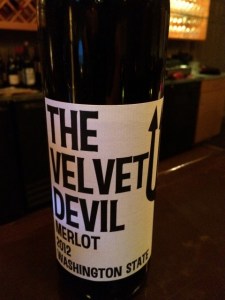 THE
VELVET
DEVIL
MERLOT
2012
WASHINGTON STATE